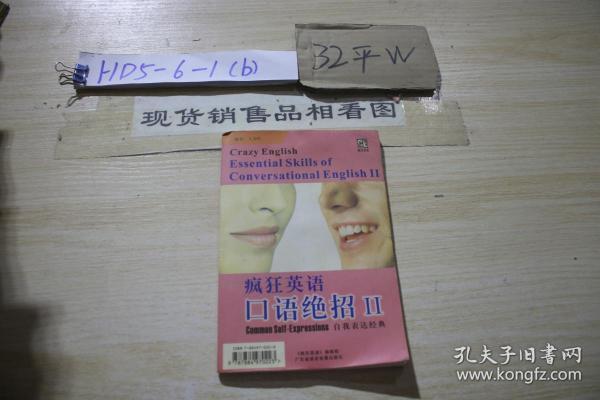 HD5-6-1(b)
32平W
现货销售品相看图
Crazy English
Essential Skills of
Conversational English II
疯狂英语
口语绝招 II
Common Self-Expressions 自我表达经典
孔夫子旧书网
www.kongfz.com